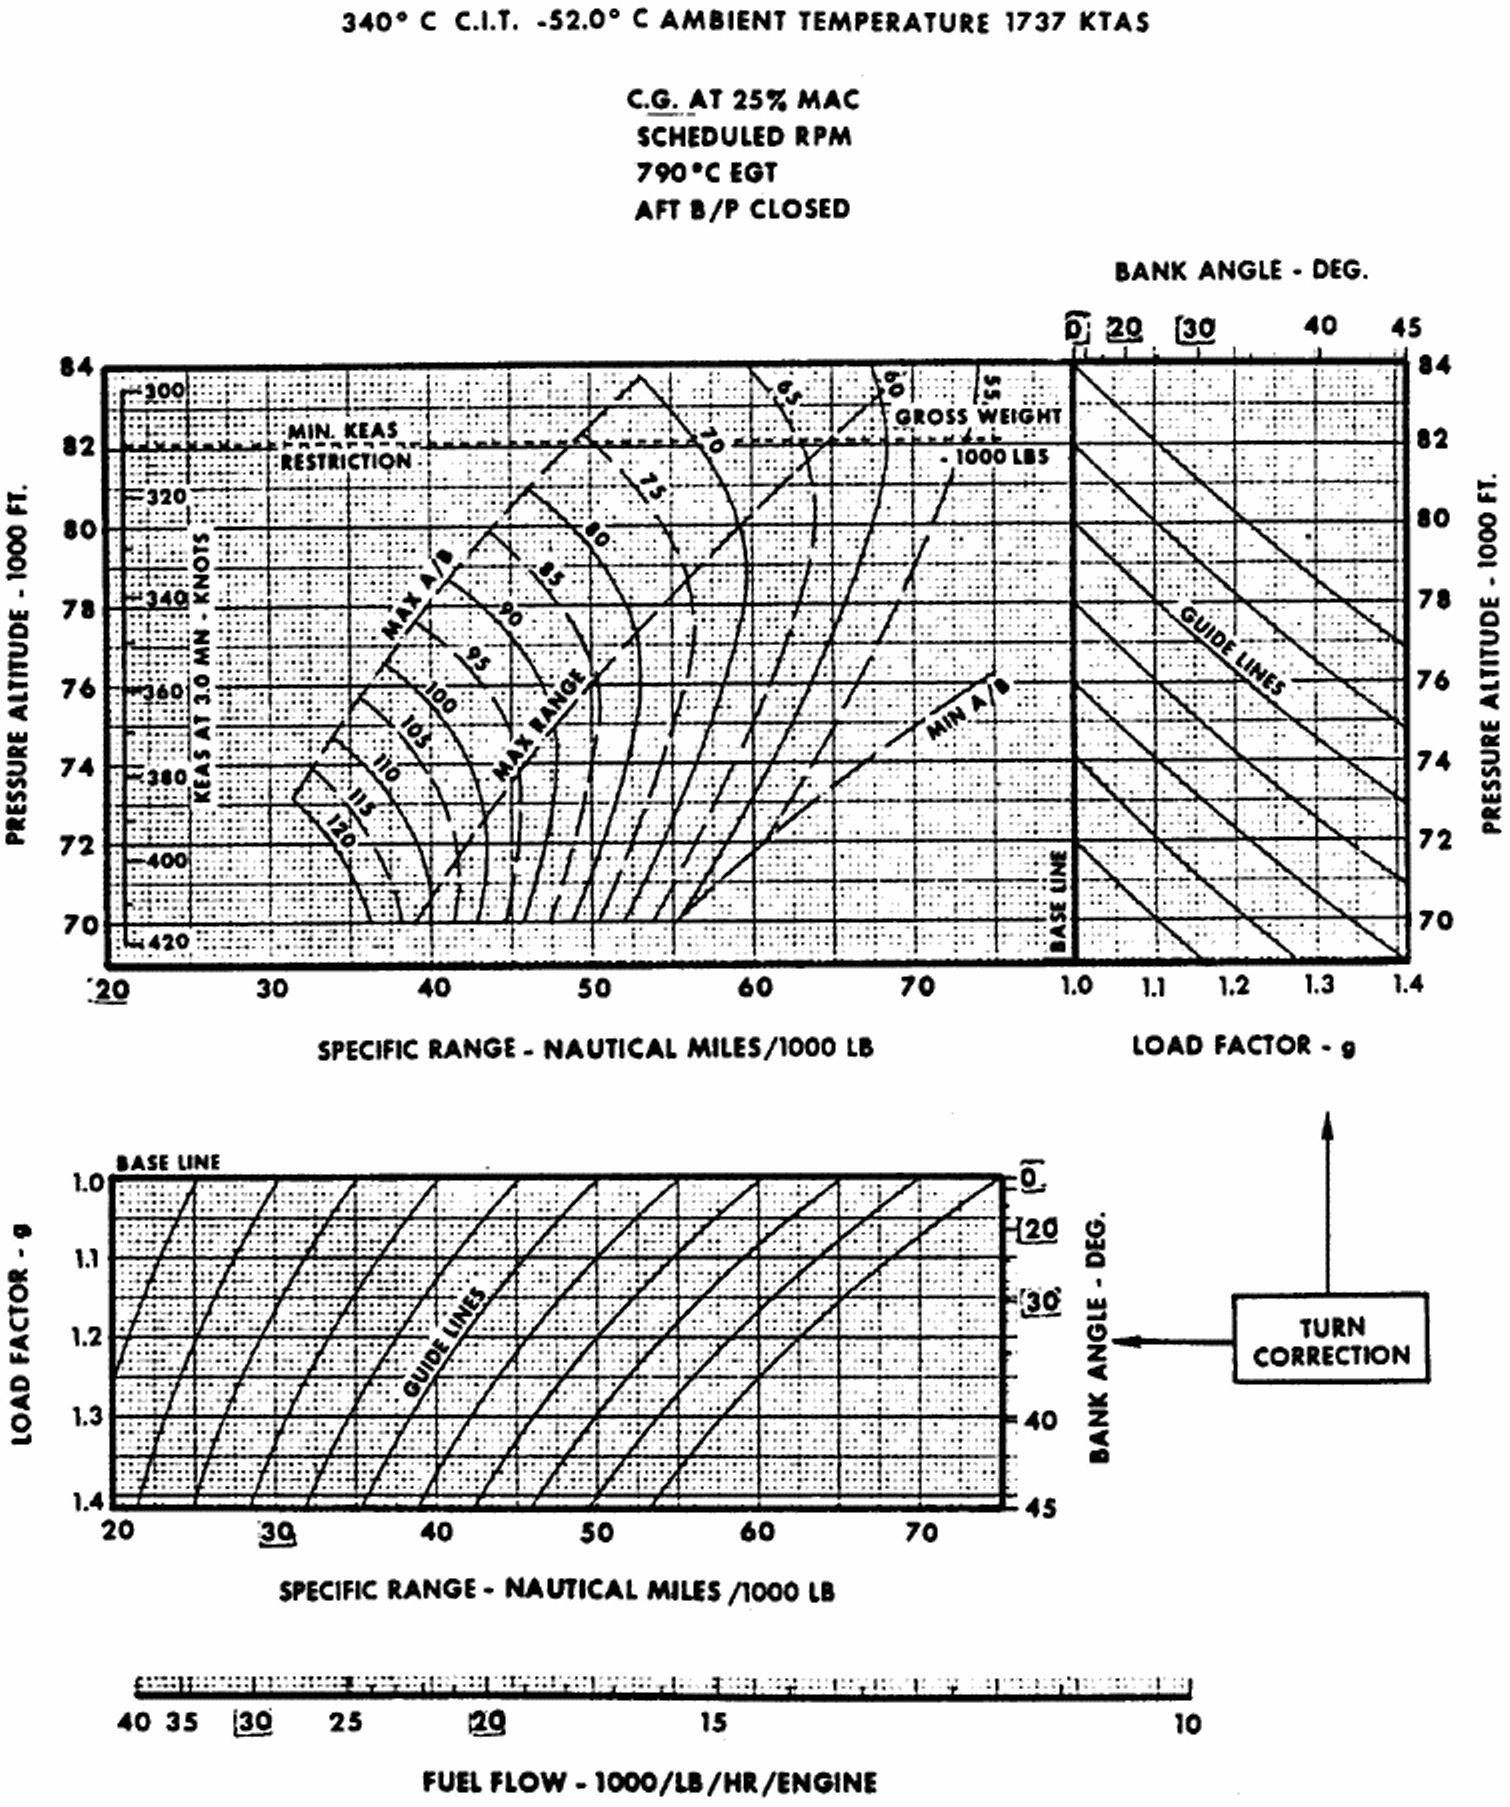 340° C C.I.T. -52.0° C AMBIENT TEMPERATURE 1737 KTAS
C.G. AT 25% MAC
SCHEDULED RPM
790°C EGT
AFT B/P CLOSED
BANK ANGLE - DEG.
0 20 30 40 45
84
82
80
78
76
74
72
70
PRESSURE ALTITUDE - 1000 FT.
300
320
340
360
380
400
420
KEAS AT 3.0 MN - KNOTS
MIN. KEAS
RESTRICTION
MAX A/B
MAX RANGE
MIN A/B
GROSS WEIGHT
- 1000 LBS
55
60
65
70
75
80
85
90
95
100
105
110
115
120
BASE LINE
GUIDE LINES
84
82
80
78
76
74
72
70
PRESSURE ALTITUDE - 1000 FT.
20 30 40 50 60 70
1.0 1.1 1.2 1.3 1.4
SPECIFIC RANGE - NAUTICAL MILES/1000 LB
LOAD FACTOR - g
BASE LINE
1.0
1.1
1.2
1.3
1.4
LOAD FACTOR - g
GUIDE LINES
0
20
30
40
45
BANK ANGLE - DEG.
TURN
CORRECTION
20 30 40 50 60 70
SPECIFIC RANGE - NAUTICAL MILES /1000 LB
40 35 30 25 20 15 10
FUEL FLOW - 1000/LB/HR/ENGINE